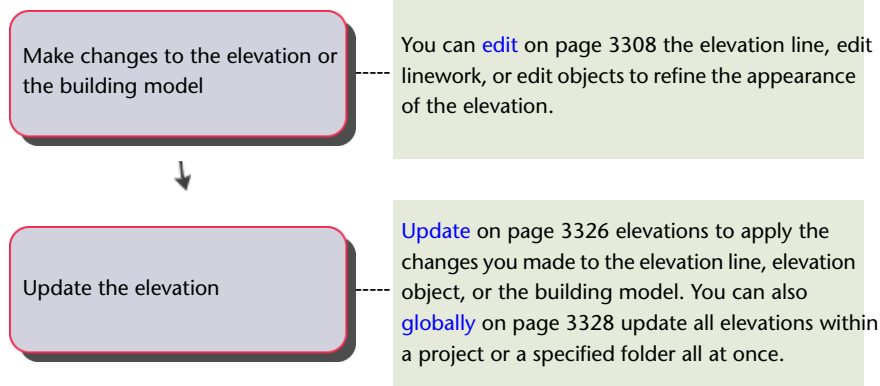 Make changes to the elevation or
the building model
You can edit on page 3308 the elevation line, edit
linework, or edit objects to refine the appearance
of the elevation.
Update the elevation
Update on page 3326 elevations to apply the
changes you made to the elevation line, elevation
object, or the building model. You can also
globally on page 3328 update all elevations within
a project or a specified folder all at once.